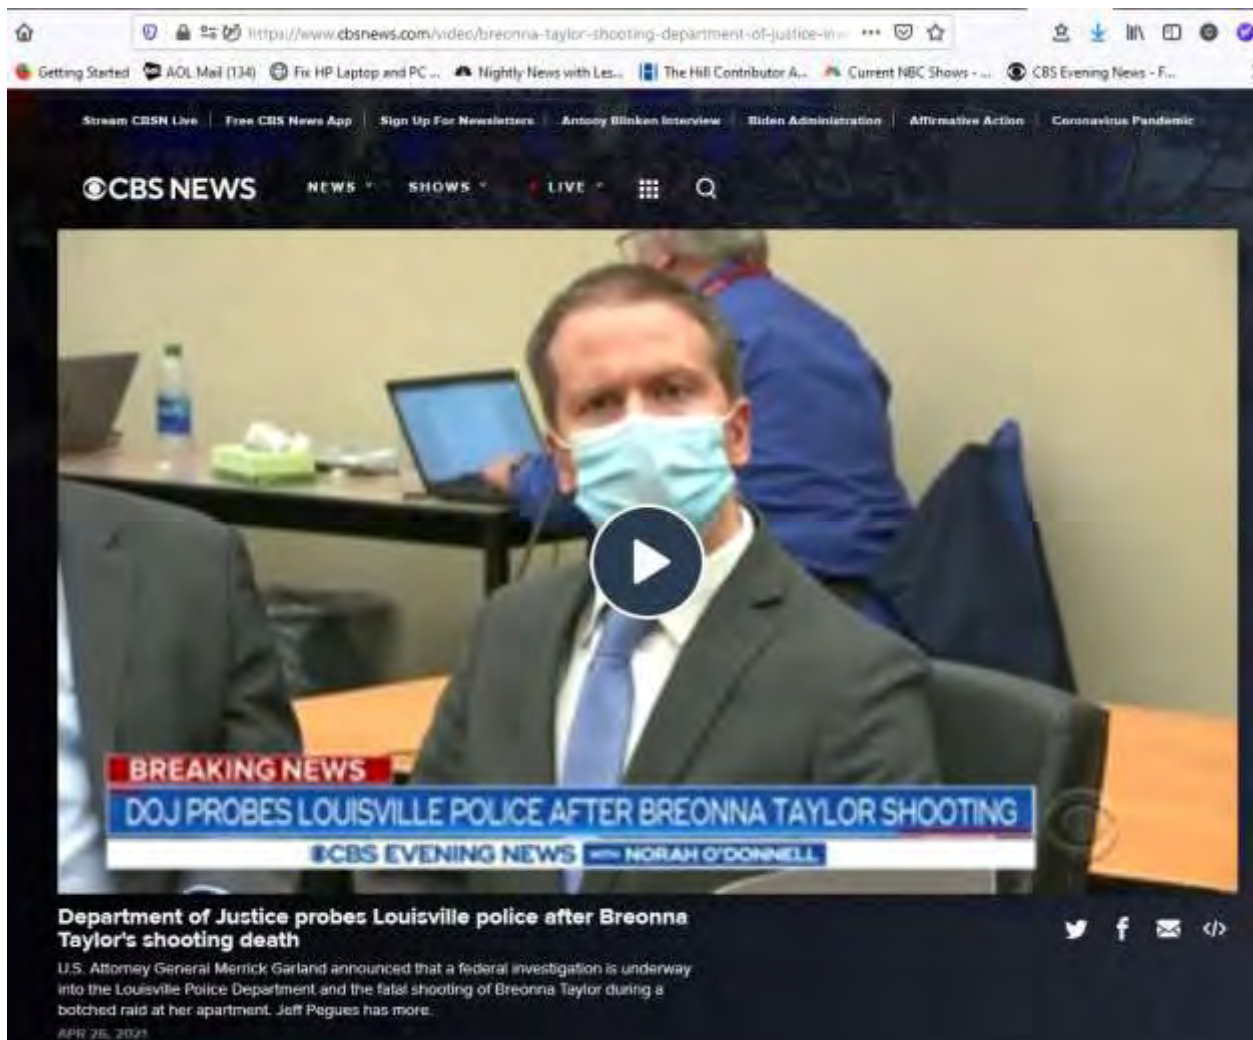 https://www.cbsnews.com/video/breonna-taylor-shooting-department-of-justice-inv
Getting Started AOL Mail (134) Fix HP Laptop and PC ... Nightly News with Les... The Hill Contributor A... Current NBC Shows - ... CBS Evening News - F...
Stream CBSN Live Free CBS News App Sign Up For Newsletters Antony Blinken Interview Biden Administration Affirmative Action Coronavirus Pandemic
CBS NEWS NEWS SHOWS LIVE
BREAKING NEWS
DOJ PROBES LOUISVILLE POLICE AFTER BREONNA TAYLOR SHOOTING
CBS EVENING NEWS WITH NORAH O'DONNELL
Department of Justice probes Louisville police after Breonna
Taylor's shooting death
U.S. Attorney General Merrick Garland announced that a federal investigation is underway
into the Louisville Police Department and the fatal shooting of Breonna Taylor during a
botched raid at her apartment. Jeff Pegues has more.
APR 26, 2021